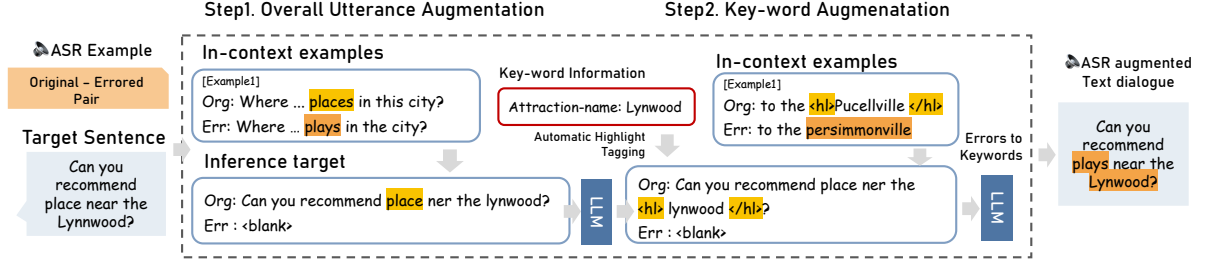 Step1. Overall Utterance Augmentation
Step2. Key-word Augmenatation
ASR Example
Original – Errored
Pair
Target Sentence
Can you
recommend
place near the
Lynnwood?
In-context examples
[Example1]
Org: Where ... places in this city?
Err: Where ... plays in the city?
Inference target
Org: Can you recommend place ner the lynwood?
Err : <blank>
LLM
Key-word Information
Attraction-name: Lynwood
Automatic Highlight
Tagging
In-context examples
[Example1]
Org: to the <hl>Pucellville </hl>
Err: to the persimmonville
Errors to
Keywords
Org: Can you recommend place ner the
<hl> lynwood </hl>?
Err : <blank>
LLM
ASR augmented
Text dialogue
Can you
recommend
plays near the
Lynwood?